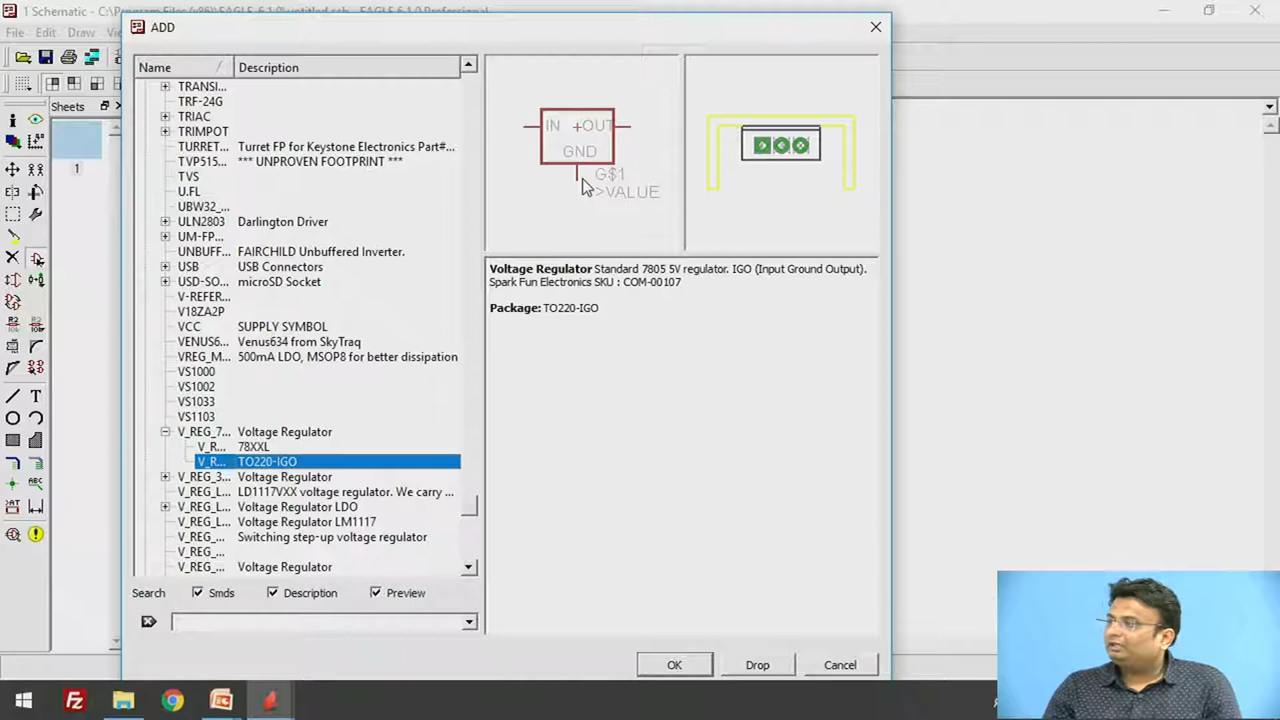 1 Schematic - C:\Program Files (x86)\EAGLE-6.1.0\untitled.sch - EAGLE 6.1.0 Professional
ADD
File Edit Draw
Sheets
1
Name Description
TRANSI...
TRF-24G
TRIAC
TRIMPOT
TURRET... Turret FP for Keystone Electronics Part#...
TVP515... *** UNPROVEN FOOTPRINT ***
TVS
U.FL
UBW32_...
ULN2803 Darlington Driver
UM-FP...
UNBUFF... FAIRCHILD Unbuffered Inverter.
USB USB Connectors
USD-SO... microSD Socket
V-REFER...
V18ZA2P
VCC SUPPLY SYMBOL
VENUS6... Venus634 from SkyTraq
VREG_M... 500mA LDO, MSOP8 for better dissipation
VS1000
VS1002
VS1033
VS1103
V_REG_7... Voltage Regulator
V_R... 78XXL
V_R... TO220-IGO
V_REG_3... Voltage Regulator
V_REG_L... LD1117VXX voltage regulator. We carry ...
V_REG_L... Voltage Regulator LDO
V_REG_L... Voltage Regulator LM1117
V_REG_... Switching step-up voltage regulator
V_REG_...
V_REG_... Voltage Regulator
Search Smds Description Preview
IN +OUT
GND
G$1
>VALUE
Voltage Regulator Standard 7805 5V regulator. IGO (Input Ground Output).
Spark Fun Electronics SKU : COM-00107
Package: TO220-IGO
OK Drop Cancel